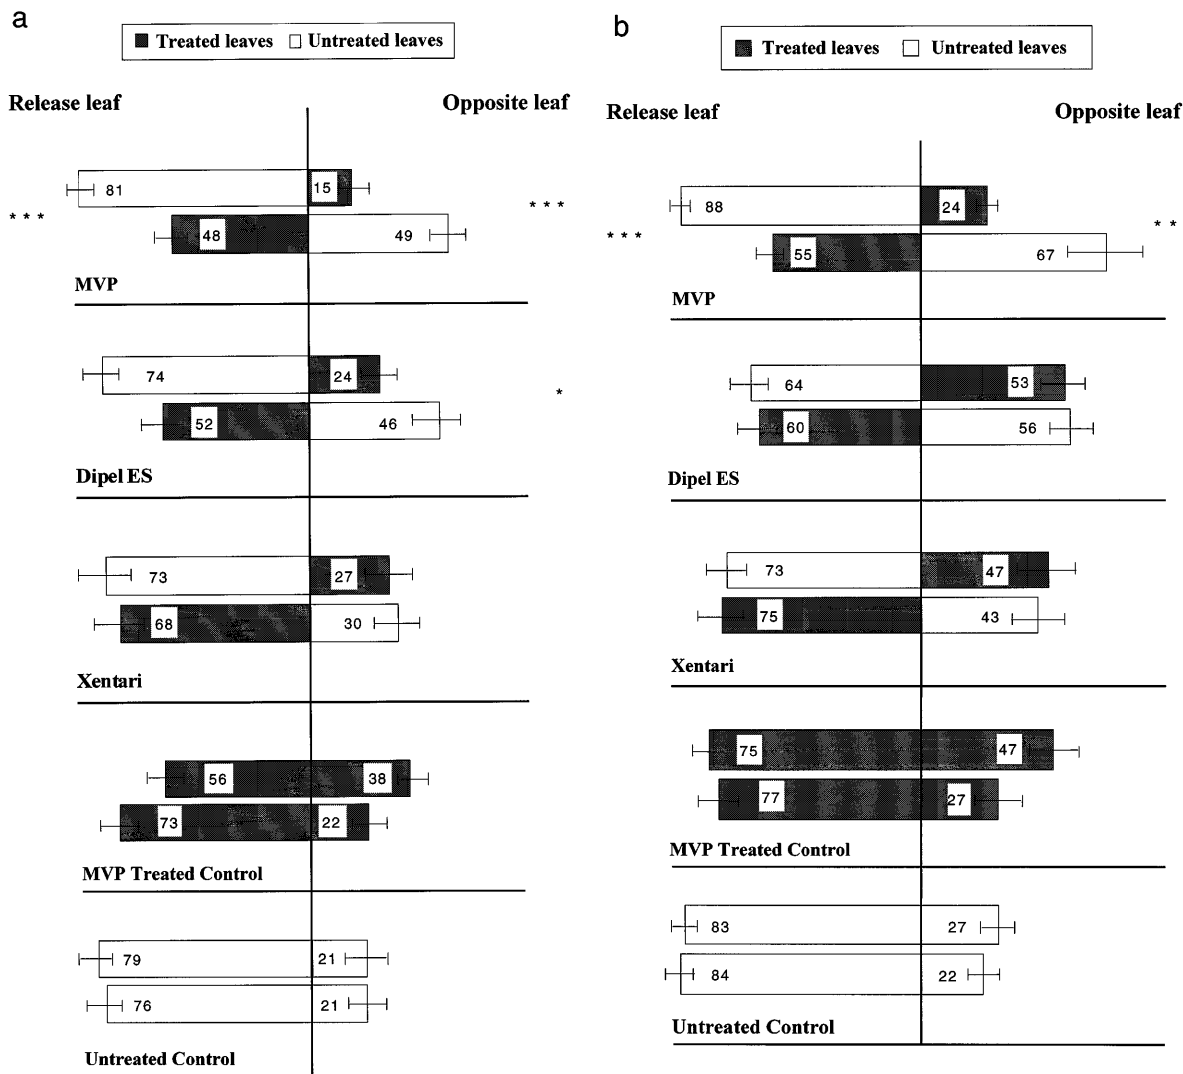 a
Treated leaves Untreated leaves
Release leaf Opposite leaf
81 15
* * * * * *
48 49
MVP
74 24
*
52 46
Dipel ES
73 27
68 30
Xentari
56 38
73 22
MVP Treated Control
79 21
76 21
Untreated Control
b
Treated leaves Untreated leaves
Release leaf Opposite leaf
88 24
* * * * *
55 67
MVP
64 53
60 56
Dipel ES
73 47
75 43
Xentari
75 47
77 27
MVP Treated Control
83 27
84 22
Untreated Control